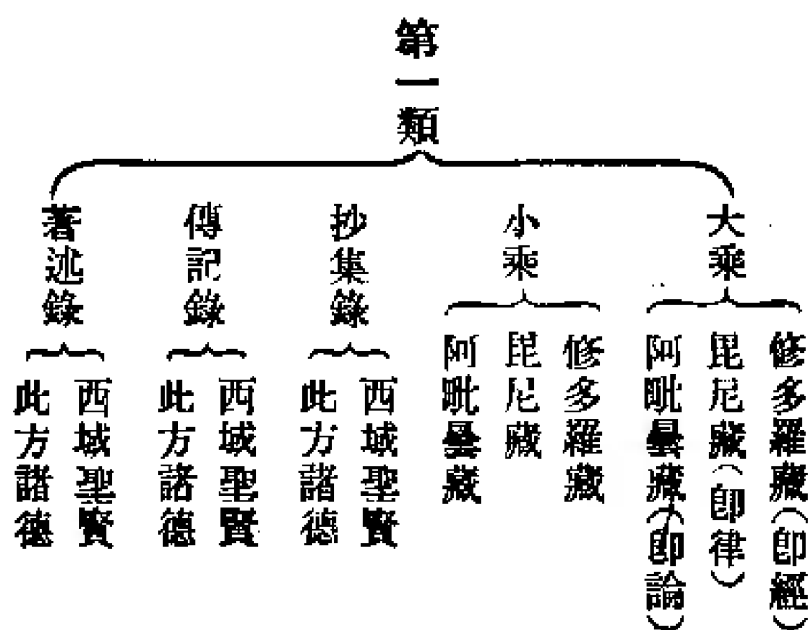 第一類
大乘
修多羅藏(卽經)
毘尼藏(卽律)
阿毗曇藏(卽論)
小乘
修多羅藏
毘尼藏
阿毗曇藏
抄集錄
西域聖賢
此方諸德
傳記錄
西域聖賢
此方諸德
著述錄
西域聖賢
此方諸德